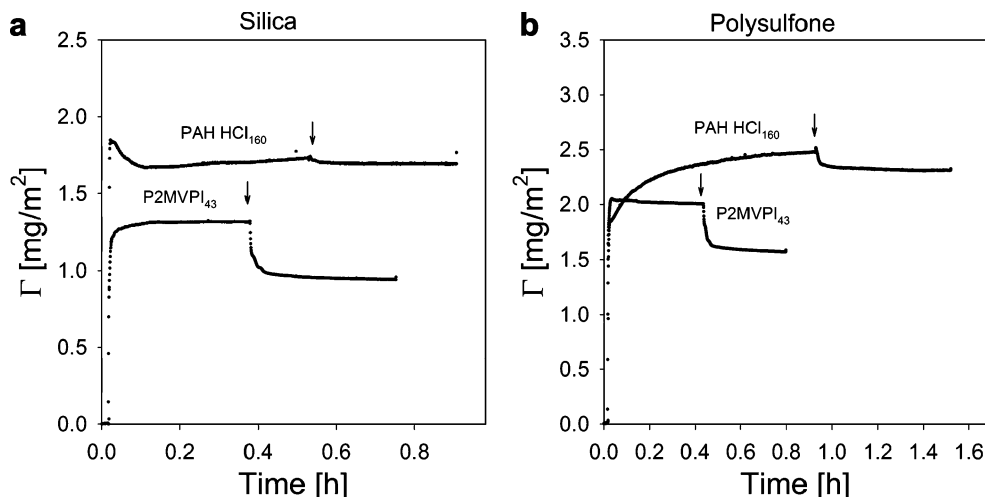 a
Silica
2.5
2.0
1.5
1.0
0.5
0.0
Γ [mg/m²]
PAH HCl₁₆₀
P2MVPI₄₃
0.0 0.2 0.4 0.6 0.8
Time [h]
b
Polysulfone
3.5
3.0
2.5
2.0
1.5
1.0
0.5
0.0
Γ [mg/m²]
PAH HCl₁₆₀
P2MVPI₄₃
0.0 0.2 0.4 0.6 0.8 1.0 1.2 1.4 1.6
Time [h]